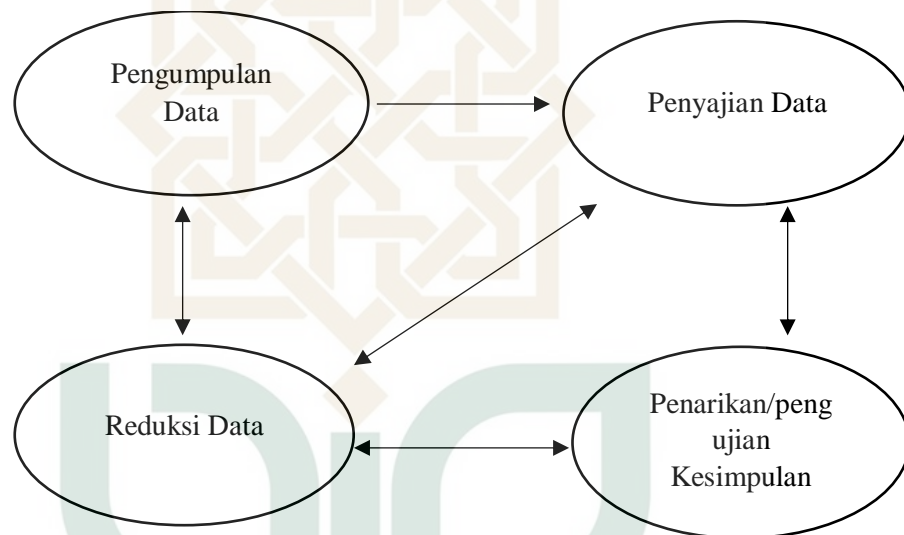 Pengumpulan
Data
Penyajian Data
Reduksi Data
Penarikan/peng
ujian
Kesimpulan